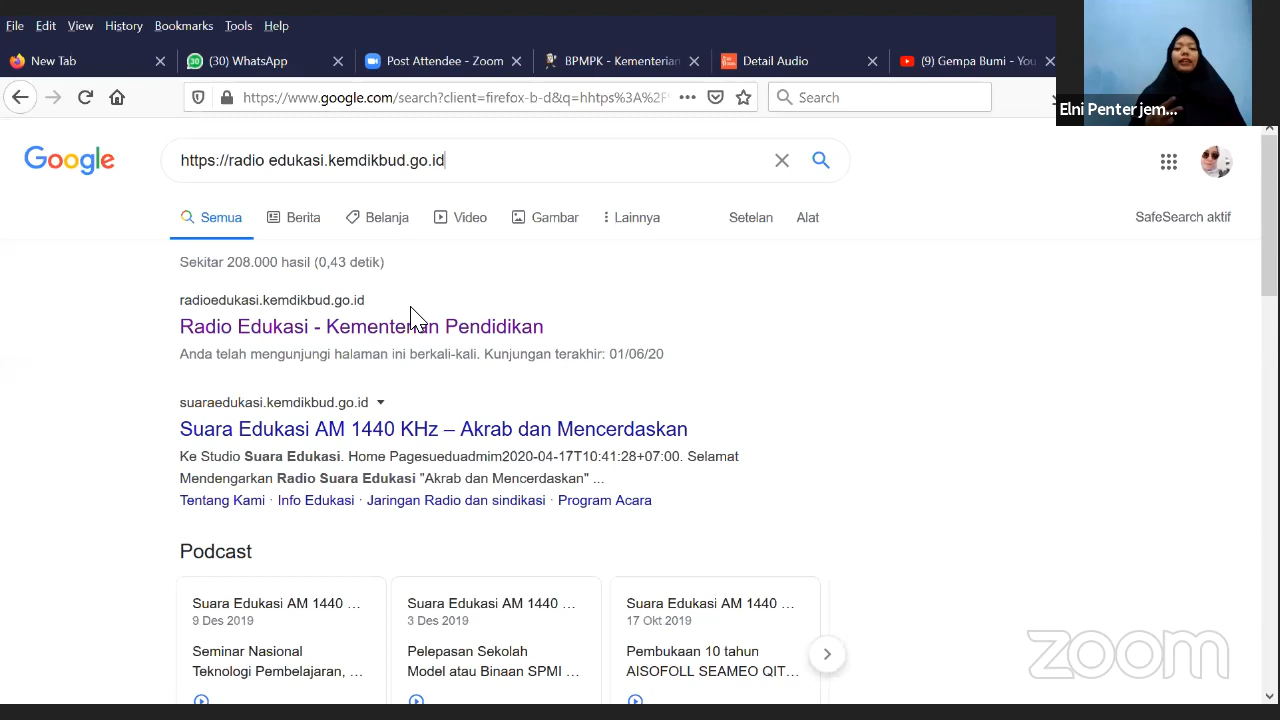 File Edit View History Bookmarks Tools Help
New Tab
(30) WhatsApp
Post Attendee - Zoom
BPMPK - Kementerian
Detail Audio
(9) Gempa Bumi - You
https://www.google.com/search?client=firefox-b-d&q=hhtps%3A%2F
Search
Elni Penterjem...
Google
https://radio edukasi.kemdikbud.go.id
Semua Berita Belanja Video Gambar Lainnya Setelan Alat SafeSearch aktif
Sekitar 208.000 hasil (0,43 detik)
radioedukasi.kemdikbud.go.id
Radio Edukasi - Kementerian Pendidikan
Anda telah mengunjungi halaman ini berkali-kali. Kunjungan terakhir: 01/06/20
suaraedukasi.kemdikbud.go.id
Suara Edukasi AM 1440 KHz – Akrab dan Mencerdaskan
Ke Studio Suara Edukasi. Home Pagesueduadmim2020-04-17T10:41:28+07:00. Selamat
Mendengarkan Radio Suara Edukasi "Akrab dan Mencerdaskan" ...
Tentang Kami · Info Edukasi · Jaringan Radio dan sindikasi · Program Acara
Podcast
Suara Edukasi AM 1440 ...
9 Des 2019
Seminar Nasional
Teknologi Pembelajaran, ...
Suara Edukasi AM 1440 ...
3 Des 2019
Pelepasan Sekolah
Model atau Binaan SPMI ...
Suara Edukasi AM 1440 ...
17 Okt 2019
Pembukaan 10 tahun
AISOFOLL SEAMEO QIT...
zoom